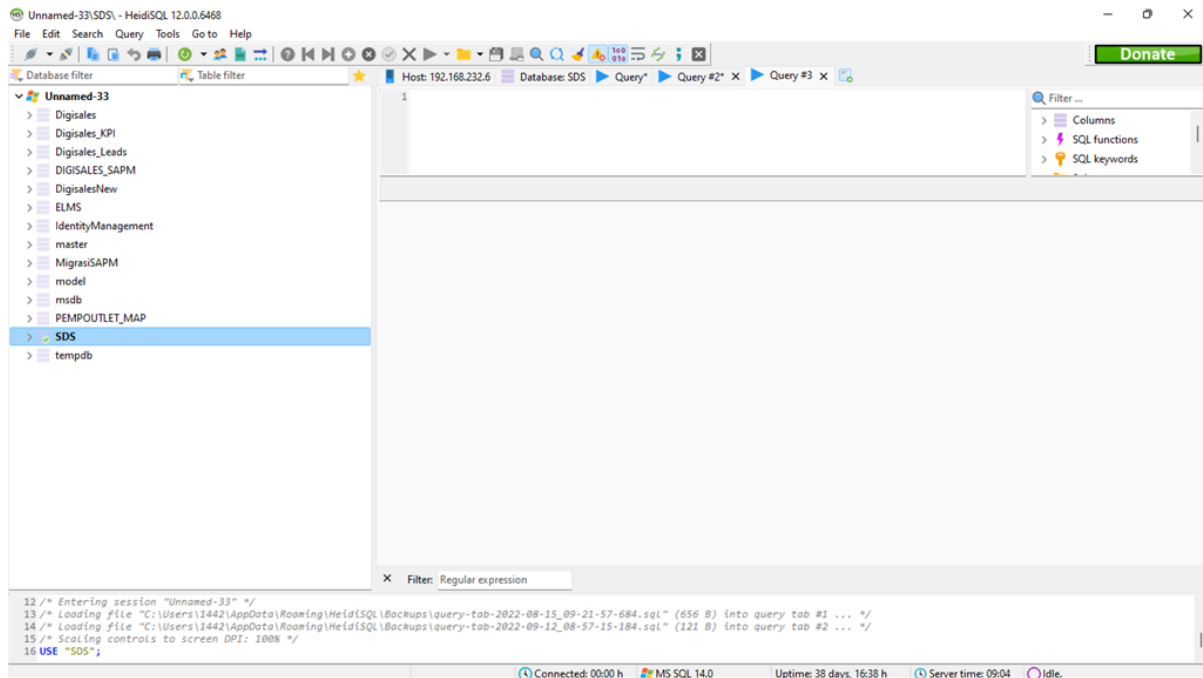 Unnamed-33\SDS\ - HeidiSQL 12.0.0.6468
File Edit Search Query Tools Go to Help
Donate
Database filter Table filter
Host: 192.168.232.6 Database: SDS Query* Query #2* X Query #3 X
Unnamed-33
Digisales
Digisales_KPI
Digisales_Leads
DIGISALES_SAPM
DigisalesNew
ELMS
IdentityManagement
master
MigrasiSAPM
model
msdb
PEMPOUTLET_MAP
SDS
tempdb
1
Filter ...
Columns
SQL functions
SQL keywords
X Filter: Regular expression
12 /* Entering session "Unnamed-33" */
13 /* Loading file "C:\Users\1442\AppData\Roaming\HeidiSQL\Backups\query-tab-2022-08-15_09-21-57-684.sql" (656 B) into query tab #1 ... */
14 /* Loading file "C:\Users\1442\AppData\Roaming\HeidiSQL\Backups\query-tab-2022-09-12_08-57-15-184.sql" (121 B) into query tab #2 ... */
15 /* Scaling controls to screen DPI: 100% */
16 USE "SDS";
Connected: 00:00 h MS SQL 14.0 Uptime: 38 days, 16:38 h Server time: 09:04 Idle.